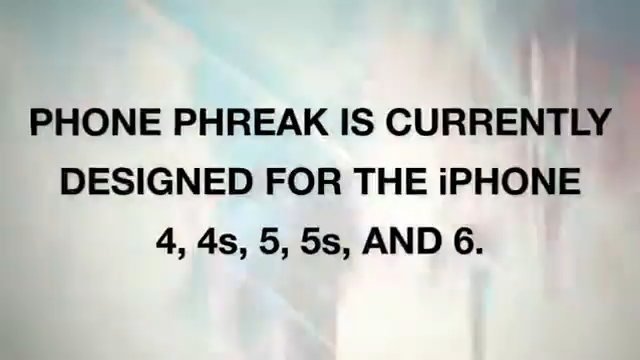 PHONE PHREAK IS CURRENTLY
DESIGNED FOR THE iPHONE
4, 4s, 5, 5s, AND 6.